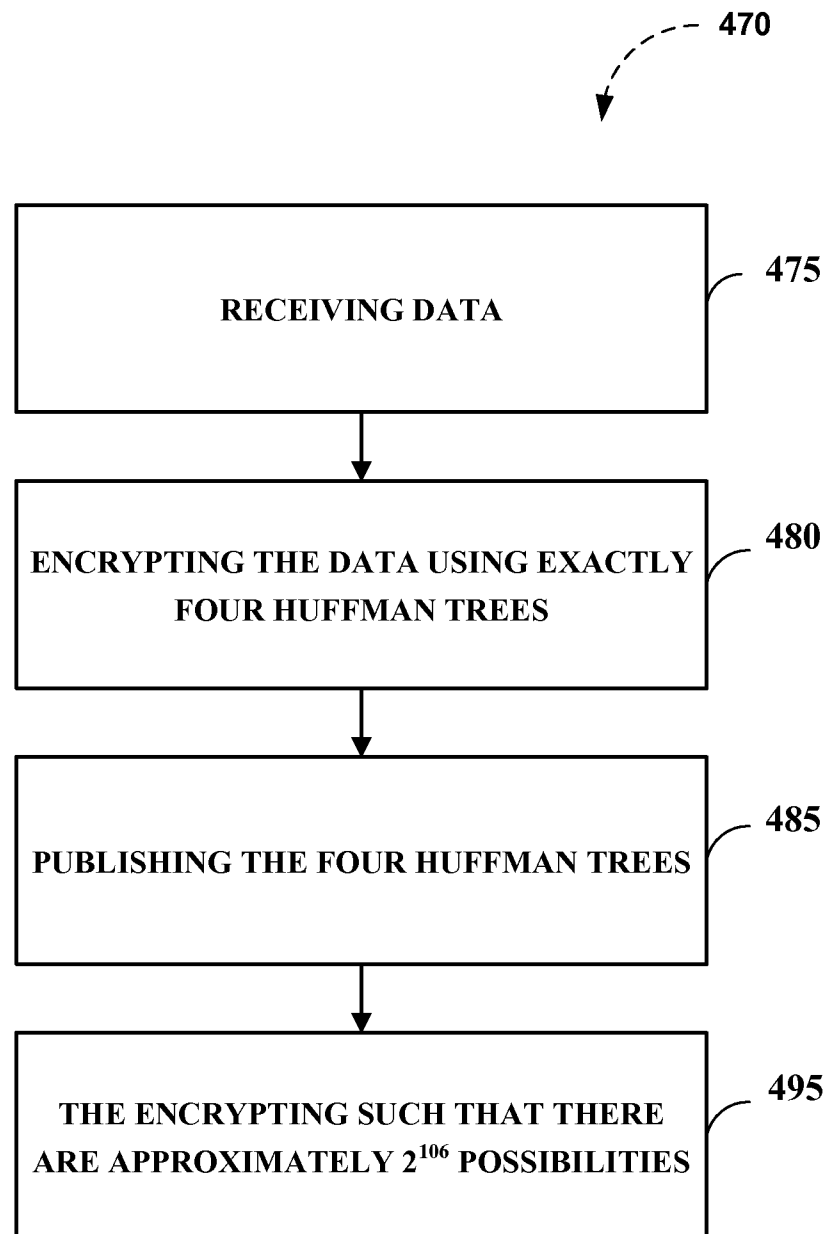 470
RECEIVING DATA
475
ENCRYPTING THE DATA USING EXACTLY
FOUR HUFFMAN TREES
480
PUBLISHING THE FOUR HUFFMAN TREES
485
THE ENCRYPTING SUCH THAT THERE
ARE APPROXIMATELY 2¹⁰⁶ POSSIBILITIES
495